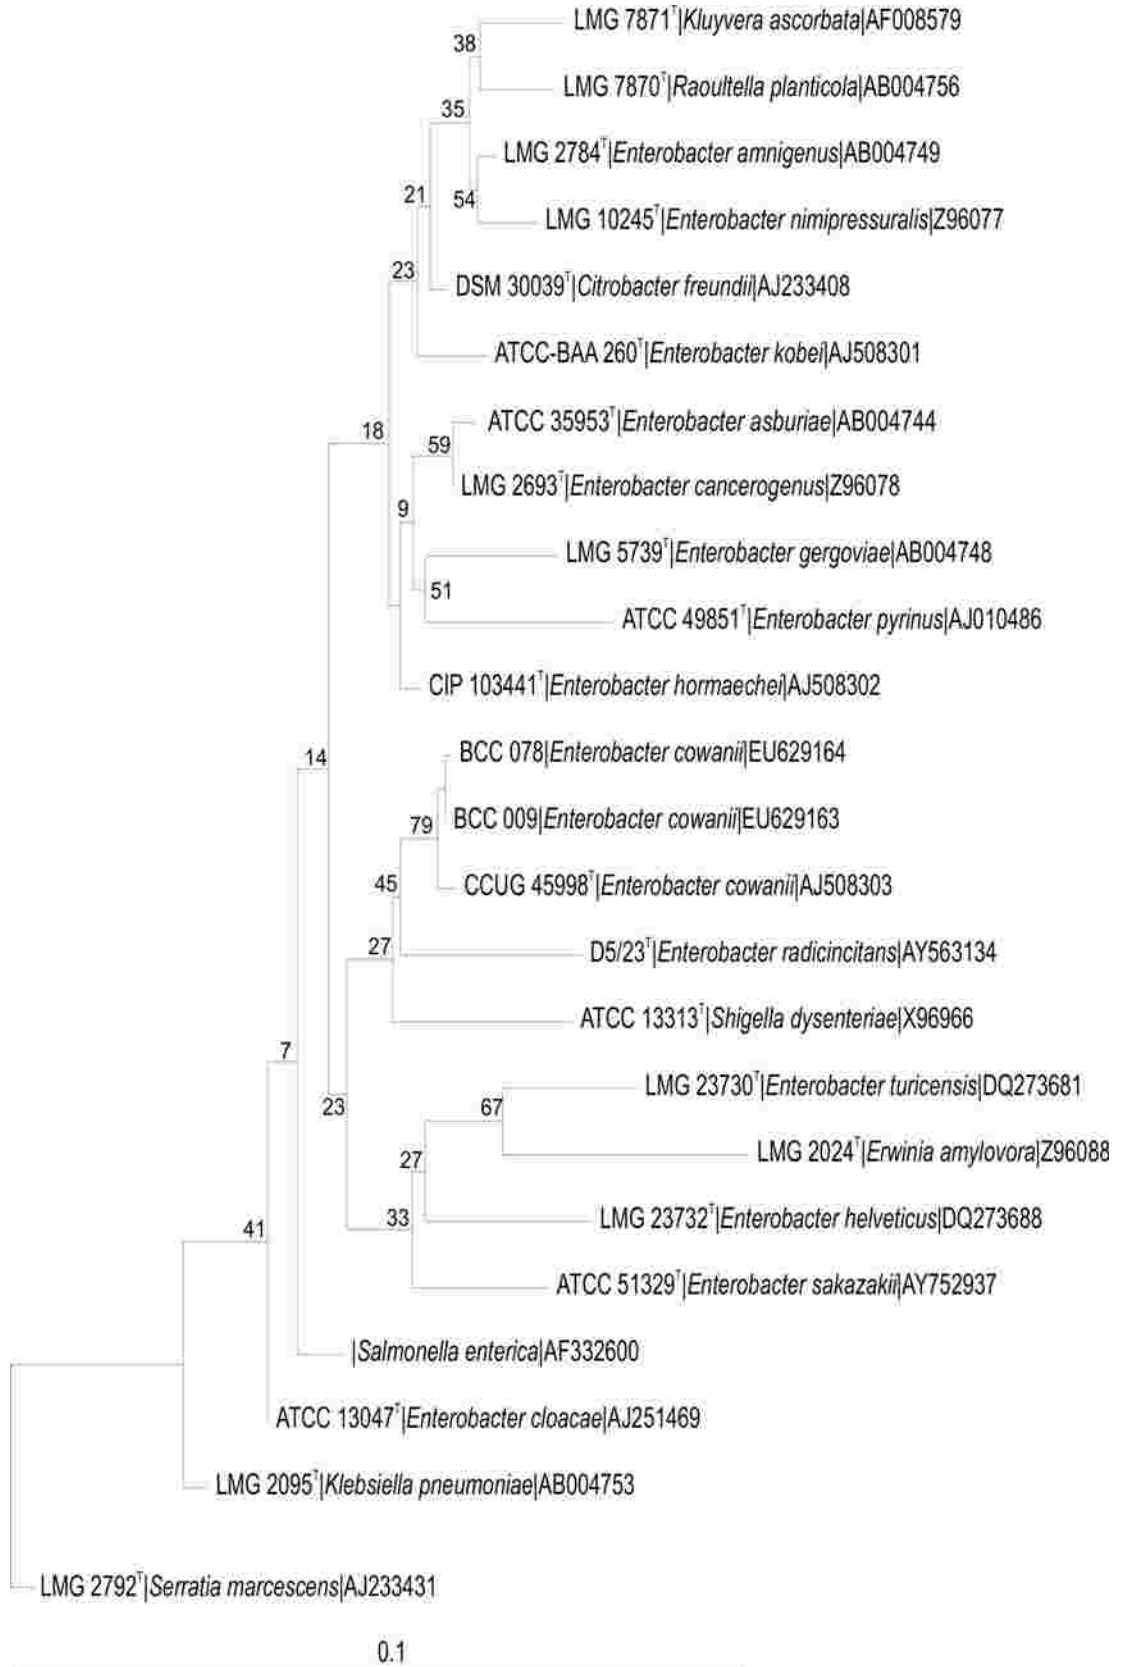 LMG 7871ᵀ|Kluyvera ascorbata|AF008579
38
LMG 7870ᵀ|Raoultella planticola|AB004756
35
LMG 2784ᵀ|Enterobacter amnigenus|AB004749
21
54
LMG 10245ᵀ|Enterobacter nimipressuralis|Z96077
23
DSM 30039ᵀ|Citrobacter freundii|AJ233408
ATCC-BAA 260ᵀ|Enterobacter kobei|AJ508301
ATCC 35953ᵀ|Enterobacter asburiae|AB004744
18
59
LMG 2693ᵀ|Enterobacter cancerogenus|Z96078
9
LMG 5739ᵀ|Enterobacter gergoviae|AB004748
51
ATCC 49851ᵀ|Enterobacter pyrinus|AJ010486
CIP 103441ᵀ|Enterobacter hormaechei|AJ508302
14
BCC 078|Enterobacter cowanii|EU629164
BCC 009|Enterobacter cowanii|EU629163
79
CCUG 45998ᵀ|Enterobacter cowanii|AJ508303
45
27
D5/23ᵀ|Enterobacter radicincitans|AY563134
ATCC 13313ᵀ|Shigella dysenteriae|X96966
7
LMG 23730ᵀ|Enterobacter turicensis|DQ273681
23
67
LMG 2024ᵀ|Erwinia amylovora|Z96088
27
LMG 23732ᵀ|Enterobacter helveticus|DQ273688
33
41
ATCC 51329ᵀ|Enterobacter sakazakii|AY752937
|Salmonella enterica|AF332600
ATCC 13047ᵀ|Enterobacter cloacae|AJ251469
LMG 2095ᵀ|Klebsiella pneumoniae|AB004753
LMG 2792ᵀ|Serratia marcescens|AJ233431
0.1